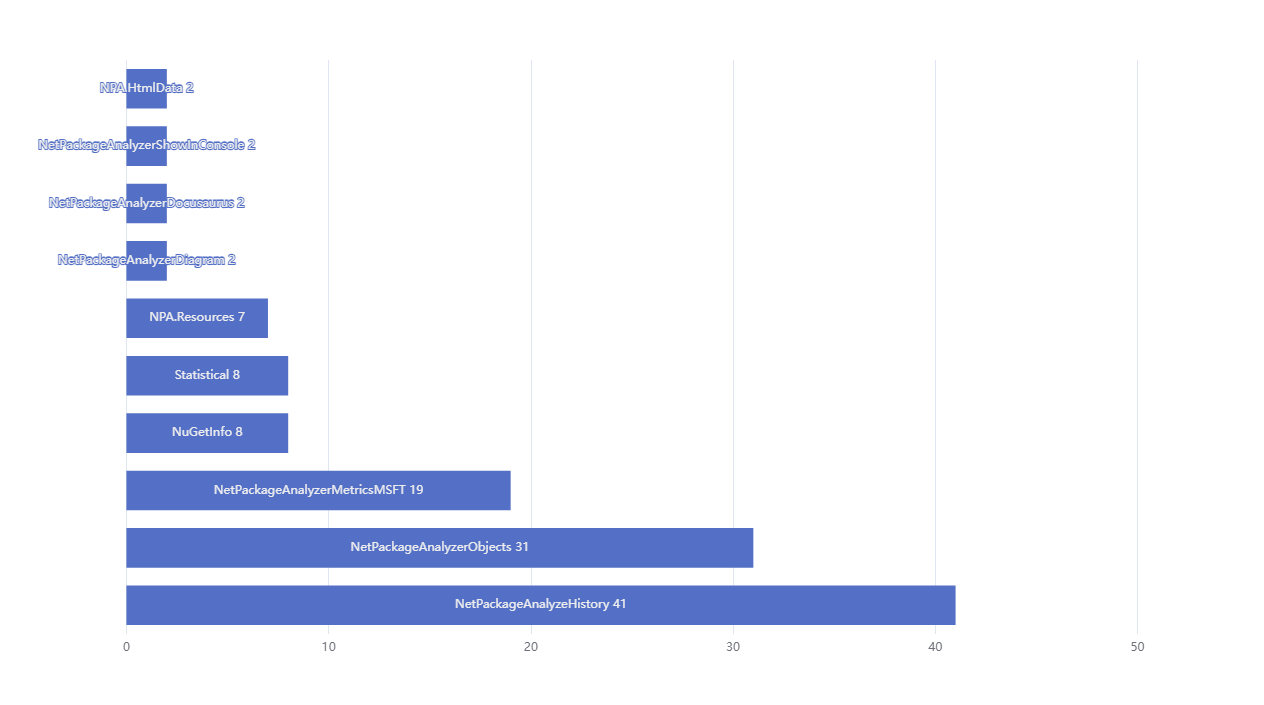 NPA.HtmlData 2
NetPackageAnalyzerShowInConsole 2
NetPackageAnalyzerDocusaurus 2
NetPackageAnalyzerDiagram 2
NPA.Resources 7
Statistical 8
NuGetInfo 8
NetPackageAnalyzerMetricsMSFT 19
NetPackageAnalyzerObjects 31
NetPackageAnalyzeHistory 41
0 10 20 30 40 50